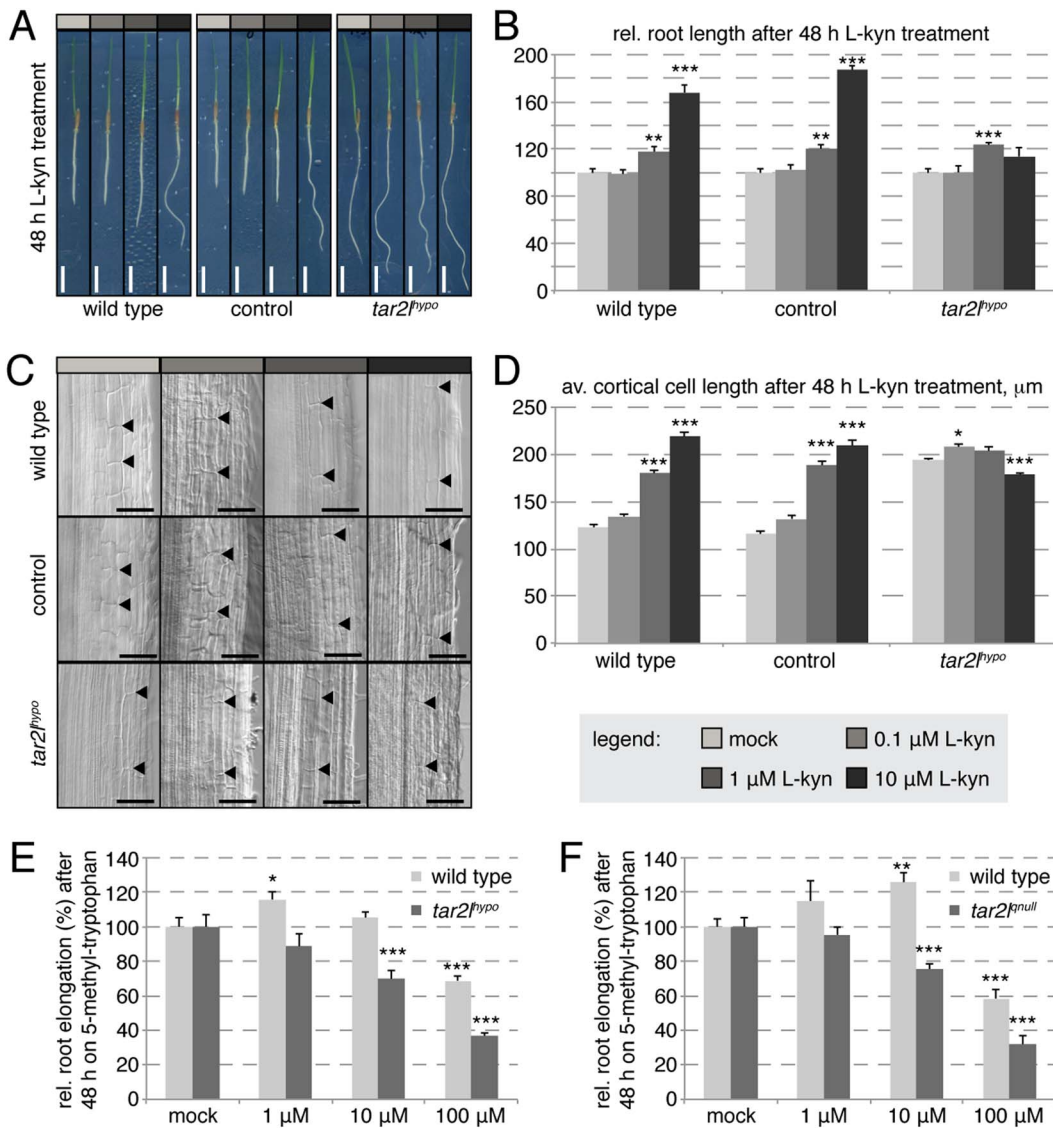 A
48 h L-kyn treatment
wild type
control
tar2l^hypo
B
rel. root length after 48 h L-kyn treatment
200
160
120
80
40
0
**
***
**
***
***
wild type
control
tar2l^hypo
C
wild type
control
tar2l^hypo
D
av. cortical cell length after 48 h L-kyn treatment, µm
250
200
150
100
50
0
***
***
***
***
*
***
wild type
control
tar2l^hypo
legend:
mock
0.1 µM L-kyn
1 µM L-kyn
10 µM L-kyn
E
rel. root elongation (%) after
48 h on 5-methyl-tryptophan
140
120
100
80
60
40
20
0
wild type
tar2l^hypo
*
***
***
***
mock
1 µM
10 µM
100 µM
F
rel. root elongation (%) after
48 h on 5-methyl-tryptophan
140
120
100
80
60
40
20
0
wild type
tar2l^qnull
**
***
***
***
mock
1 µM
10 µM
100 µM